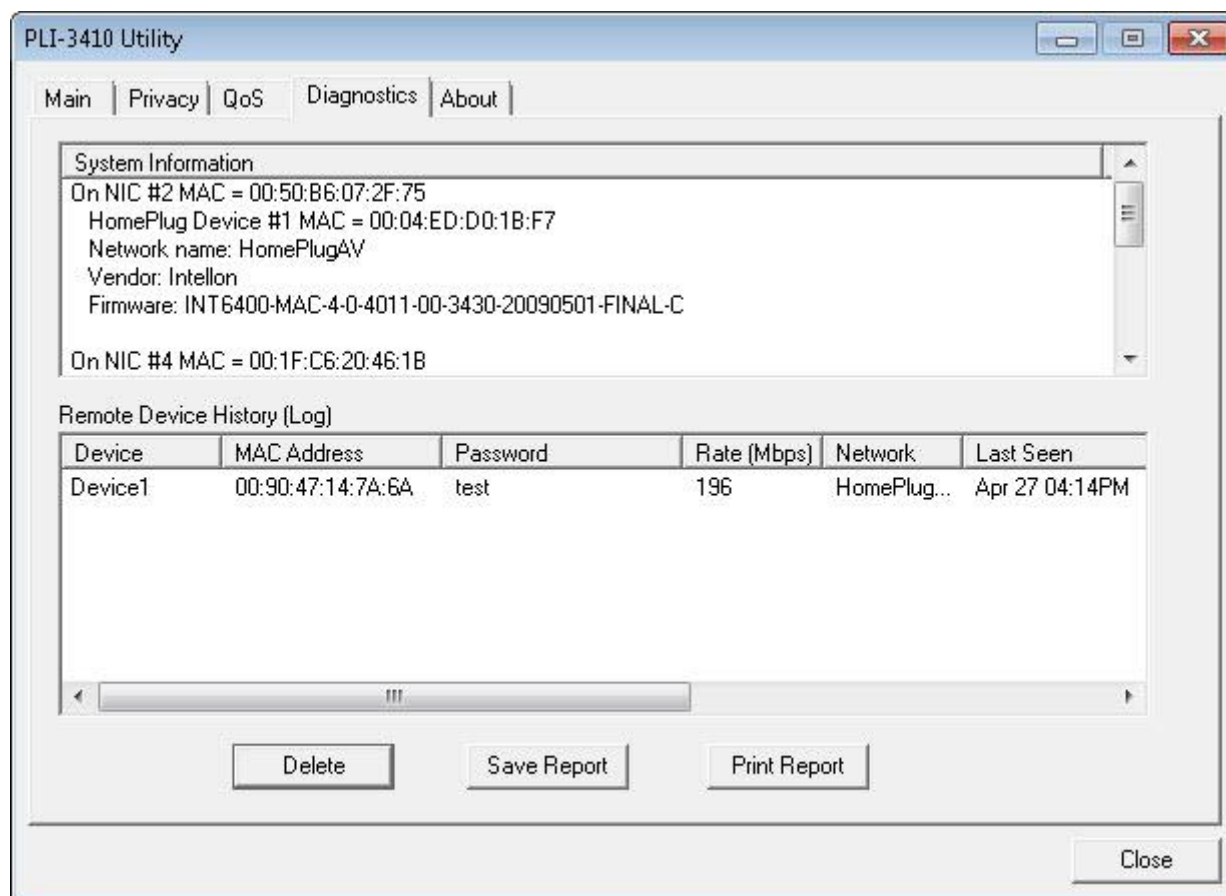 PLI-3410 Utility
Main Privacy QoS Diagnostics About
System Information
On NIC #2 MAC = 00:50:B6:07:2F:75
HomePlug Device #1 MAC = 00:04:ED:D0:1B:F7
Network name: HomePlugAV
Vendor: Intellon
Firmware: INT6400-MAC-4-0-4011-00-3430-20090501-FINAL-C
On NIC #4 MAC = 00:1F:C6:20:46:1B
Remote Device History (Log)
Device MAC Address Password Rate (Mbps) Network Last Seen
Device1 00:90:47:14:7A:6A test 196 HomePlug... Apr 27 04:14PM
Delete Save Report Print Report
Close